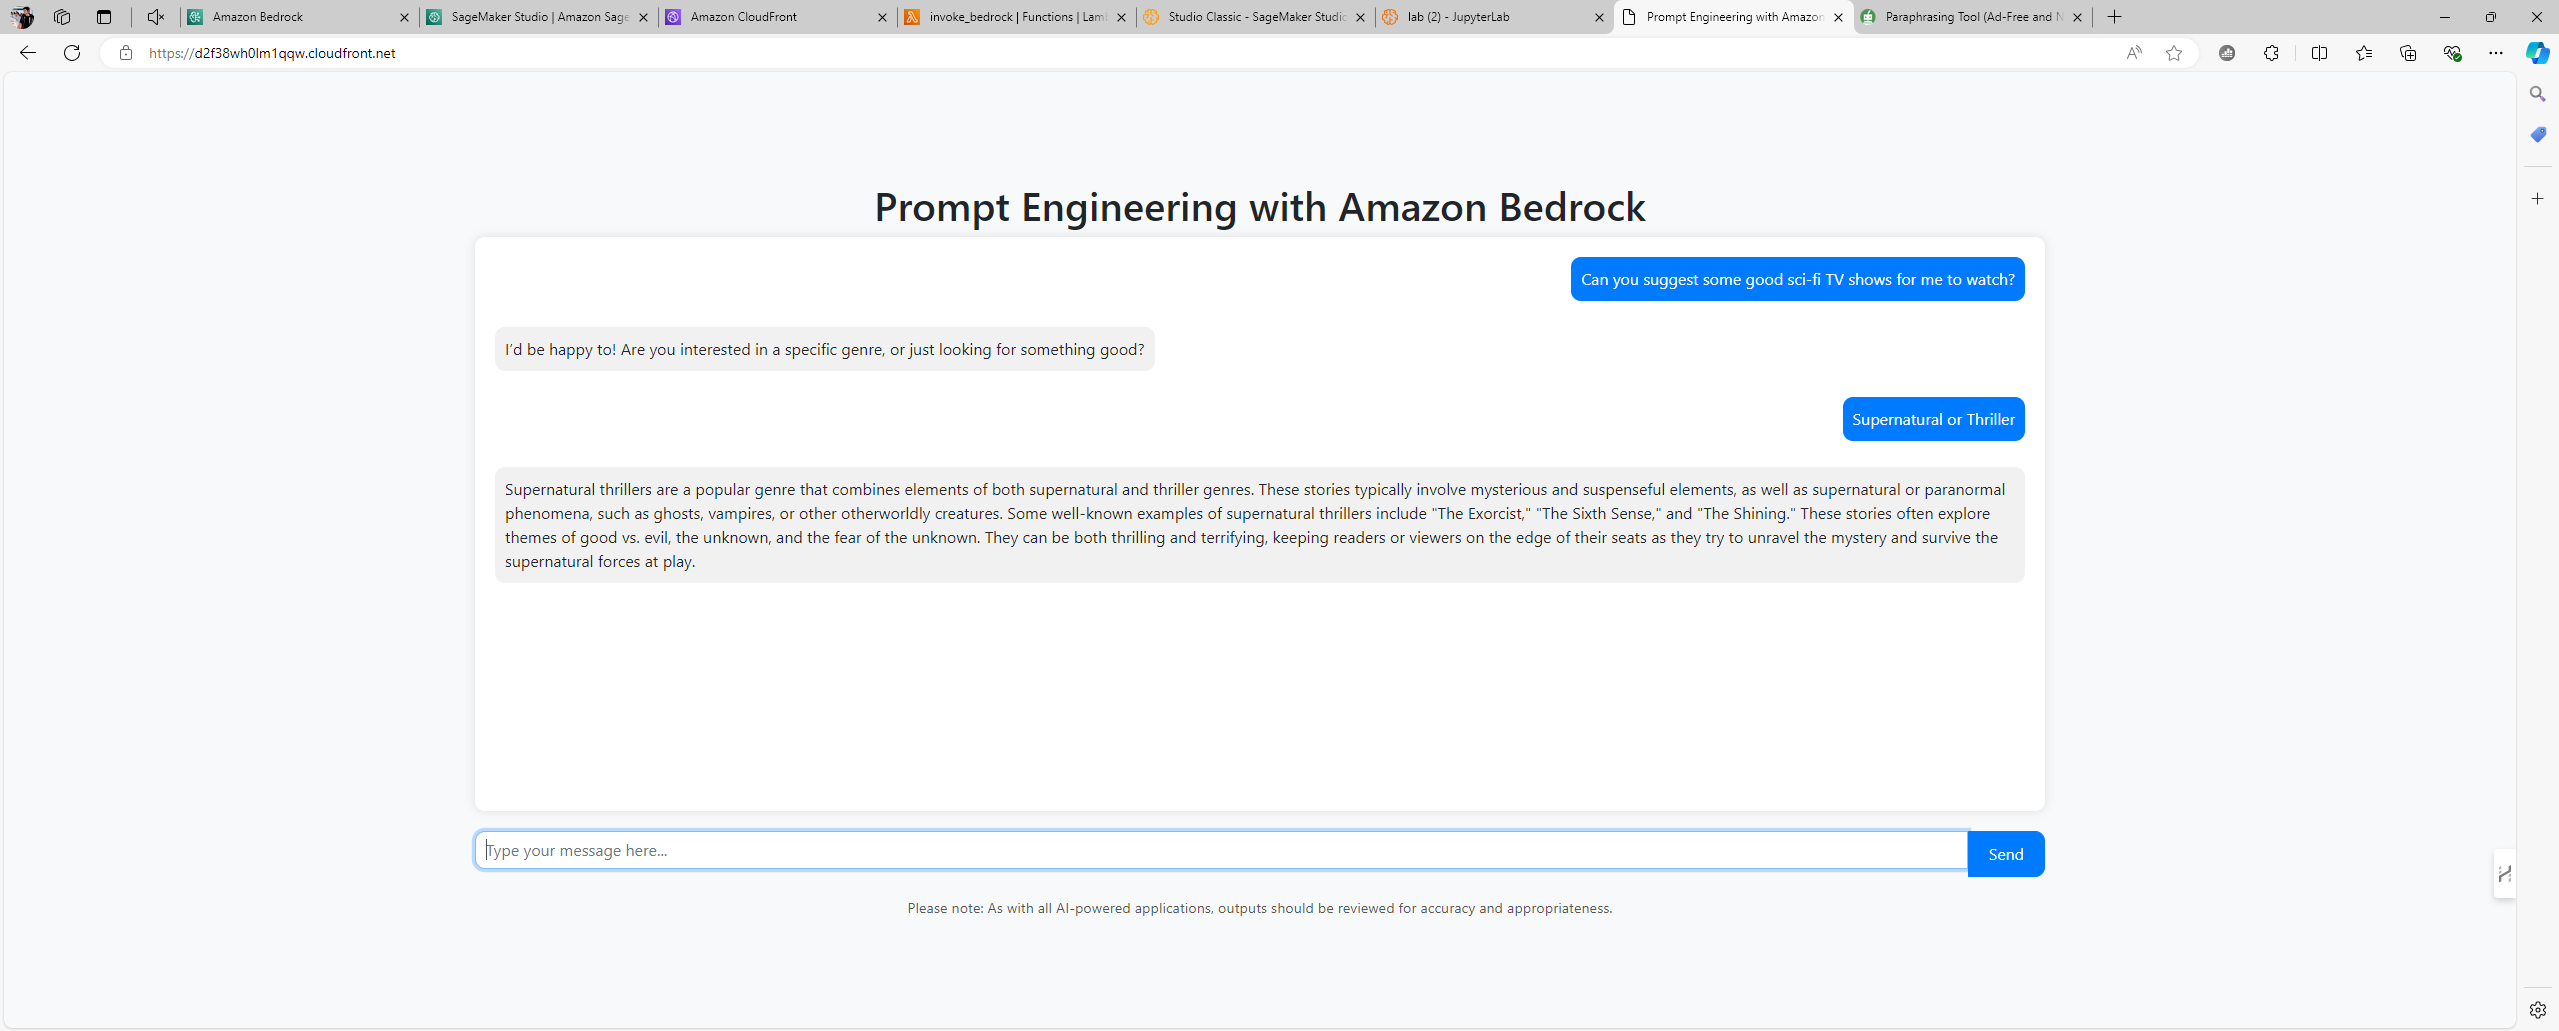 Amazon Bedrock
SageMaker Studio | Amazon Sage
Amazon CloudFront
invoke_bedrock | Functions | Lam
Studio Classic - SageMaker Studio
lab (2) - JupyterLab
Prompt Engineering with Amazon
Paraphrasing Tool (Ad-Free and N
https://d2f38wh0lm1qqw.cloudfront.net
Prompt Engineering with Amazon Bedrock
Can you suggest some good sci-fi TV shows for me to watch?
I'd be happy to! Are you interested in a specific genre, or just looking for something good?
Supernatural or Thriller
Supernatural thrillers are a popular genre that combines elements of both supernatural and thriller genres. These stories typically involve mysterious and suspenseful elements, as well as supernatural or paranormal
phenomena, such as ghosts, vampires, or other otherworldly creatures. Some well-known examples of supernatural thrillers include "The Exorcist," "The Sixth Sense," and "The Shining." These stories often explore
themes of good vs. evil, the unknown, and the fear of the unknown. They can be both thrilling and terrifying, keeping readers or viewers on the edge of their seats as they try to unravel the mystery and survive the
supernatural forces at play.
Type your message here...
Send
Please note: As with all AI-powered applications, outputs should be reviewed for accuracy and appropriateness.